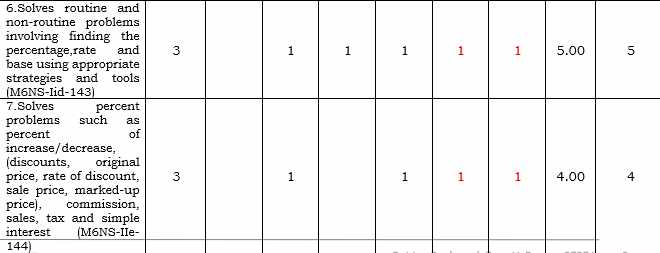 6.Solves routine and
non-routine problems
involving finding the
percentage,rate and
base using appropriate
strategies and tools
(M6NS-Iid-143)
3 1 1 1 1 1 5.00 5
7.Solves percent
problems such as
percent of
increase/decrease,
(discounts, original
price, rate of discount,
sale price, marked-up
price), commission,
sales, tax and simple
interest (M6NS-IIe-
144)
3 1 1 1 1 4.00 4